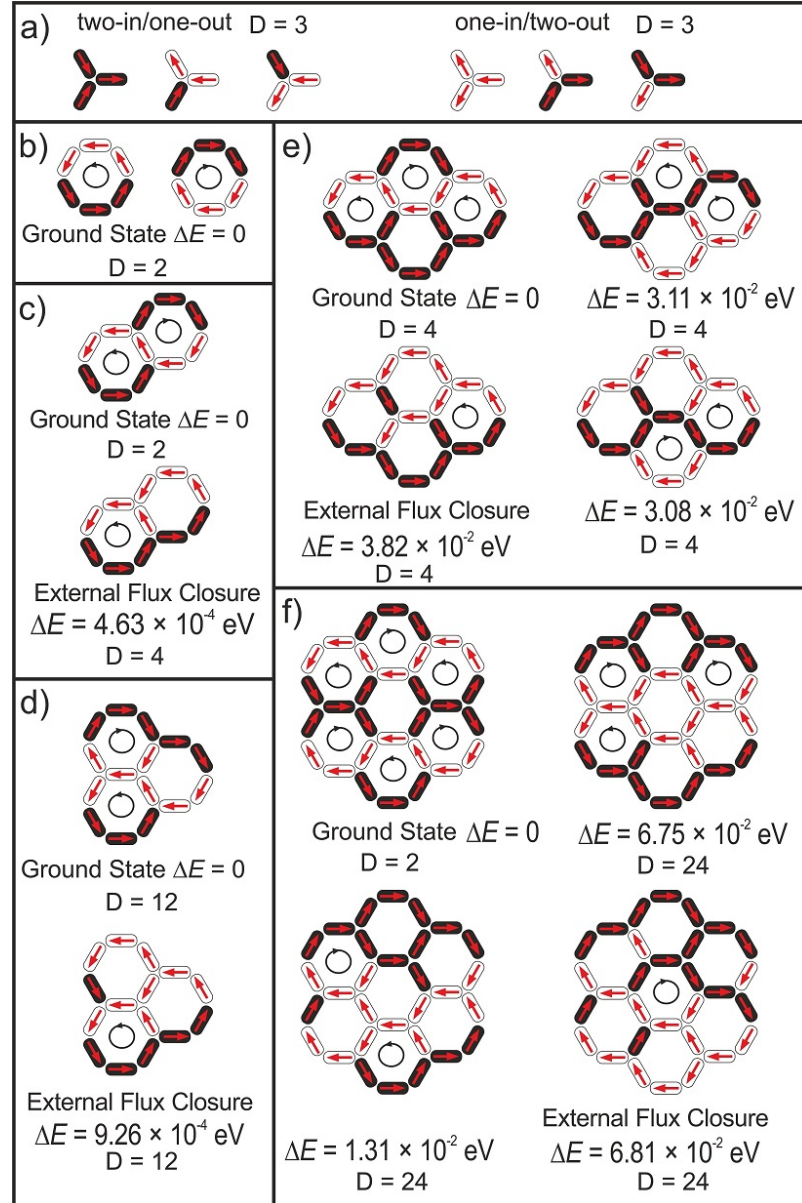 a) two-in/one-out D = 3 one-in/two-out D = 3
b)
Ground State ΔE = 0
D = 2
c)
Ground State ΔE = 0
D = 2
External Flux Closure
ΔE = 4.63 × 10⁻⁴ eV
D = 4
d)
Ground State ΔE = 0
D = 12
External Flux Closure
ΔE = 9.26 × 10⁻⁴ eV
D = 12
e)
Ground State ΔE = 0
D = 4
ΔE = 3.11 × 10⁻² eV
D = 4
External Flux Closure
ΔE = 3.82 × 10⁻² eV
D = 4
ΔE = 3.08 × 10⁻² eV
D = 4
f)
Ground State ΔE = 0
D = 2
ΔE = 6.75 × 10⁻² eV
D = 24
ΔE = 1.31 × 10⁻² eV
D = 24
External Flux Closure
ΔE = 6.81 × 10⁻² eV
D = 24